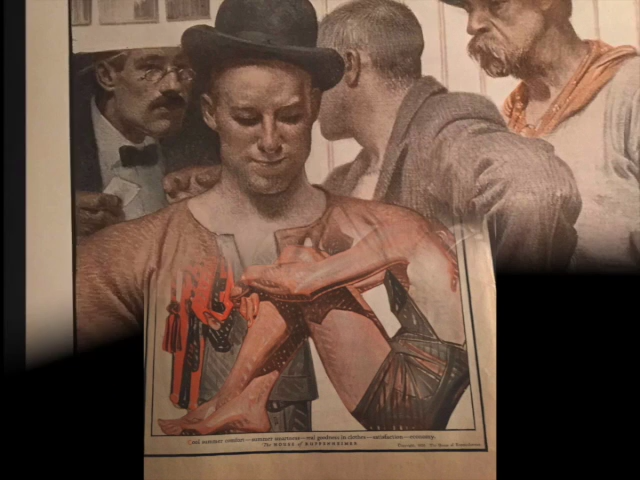 Cool summer comfort—summer smartness—real goodness in clothes—satisfaction—economy.
The HOUSE of KUPPENHEIMER